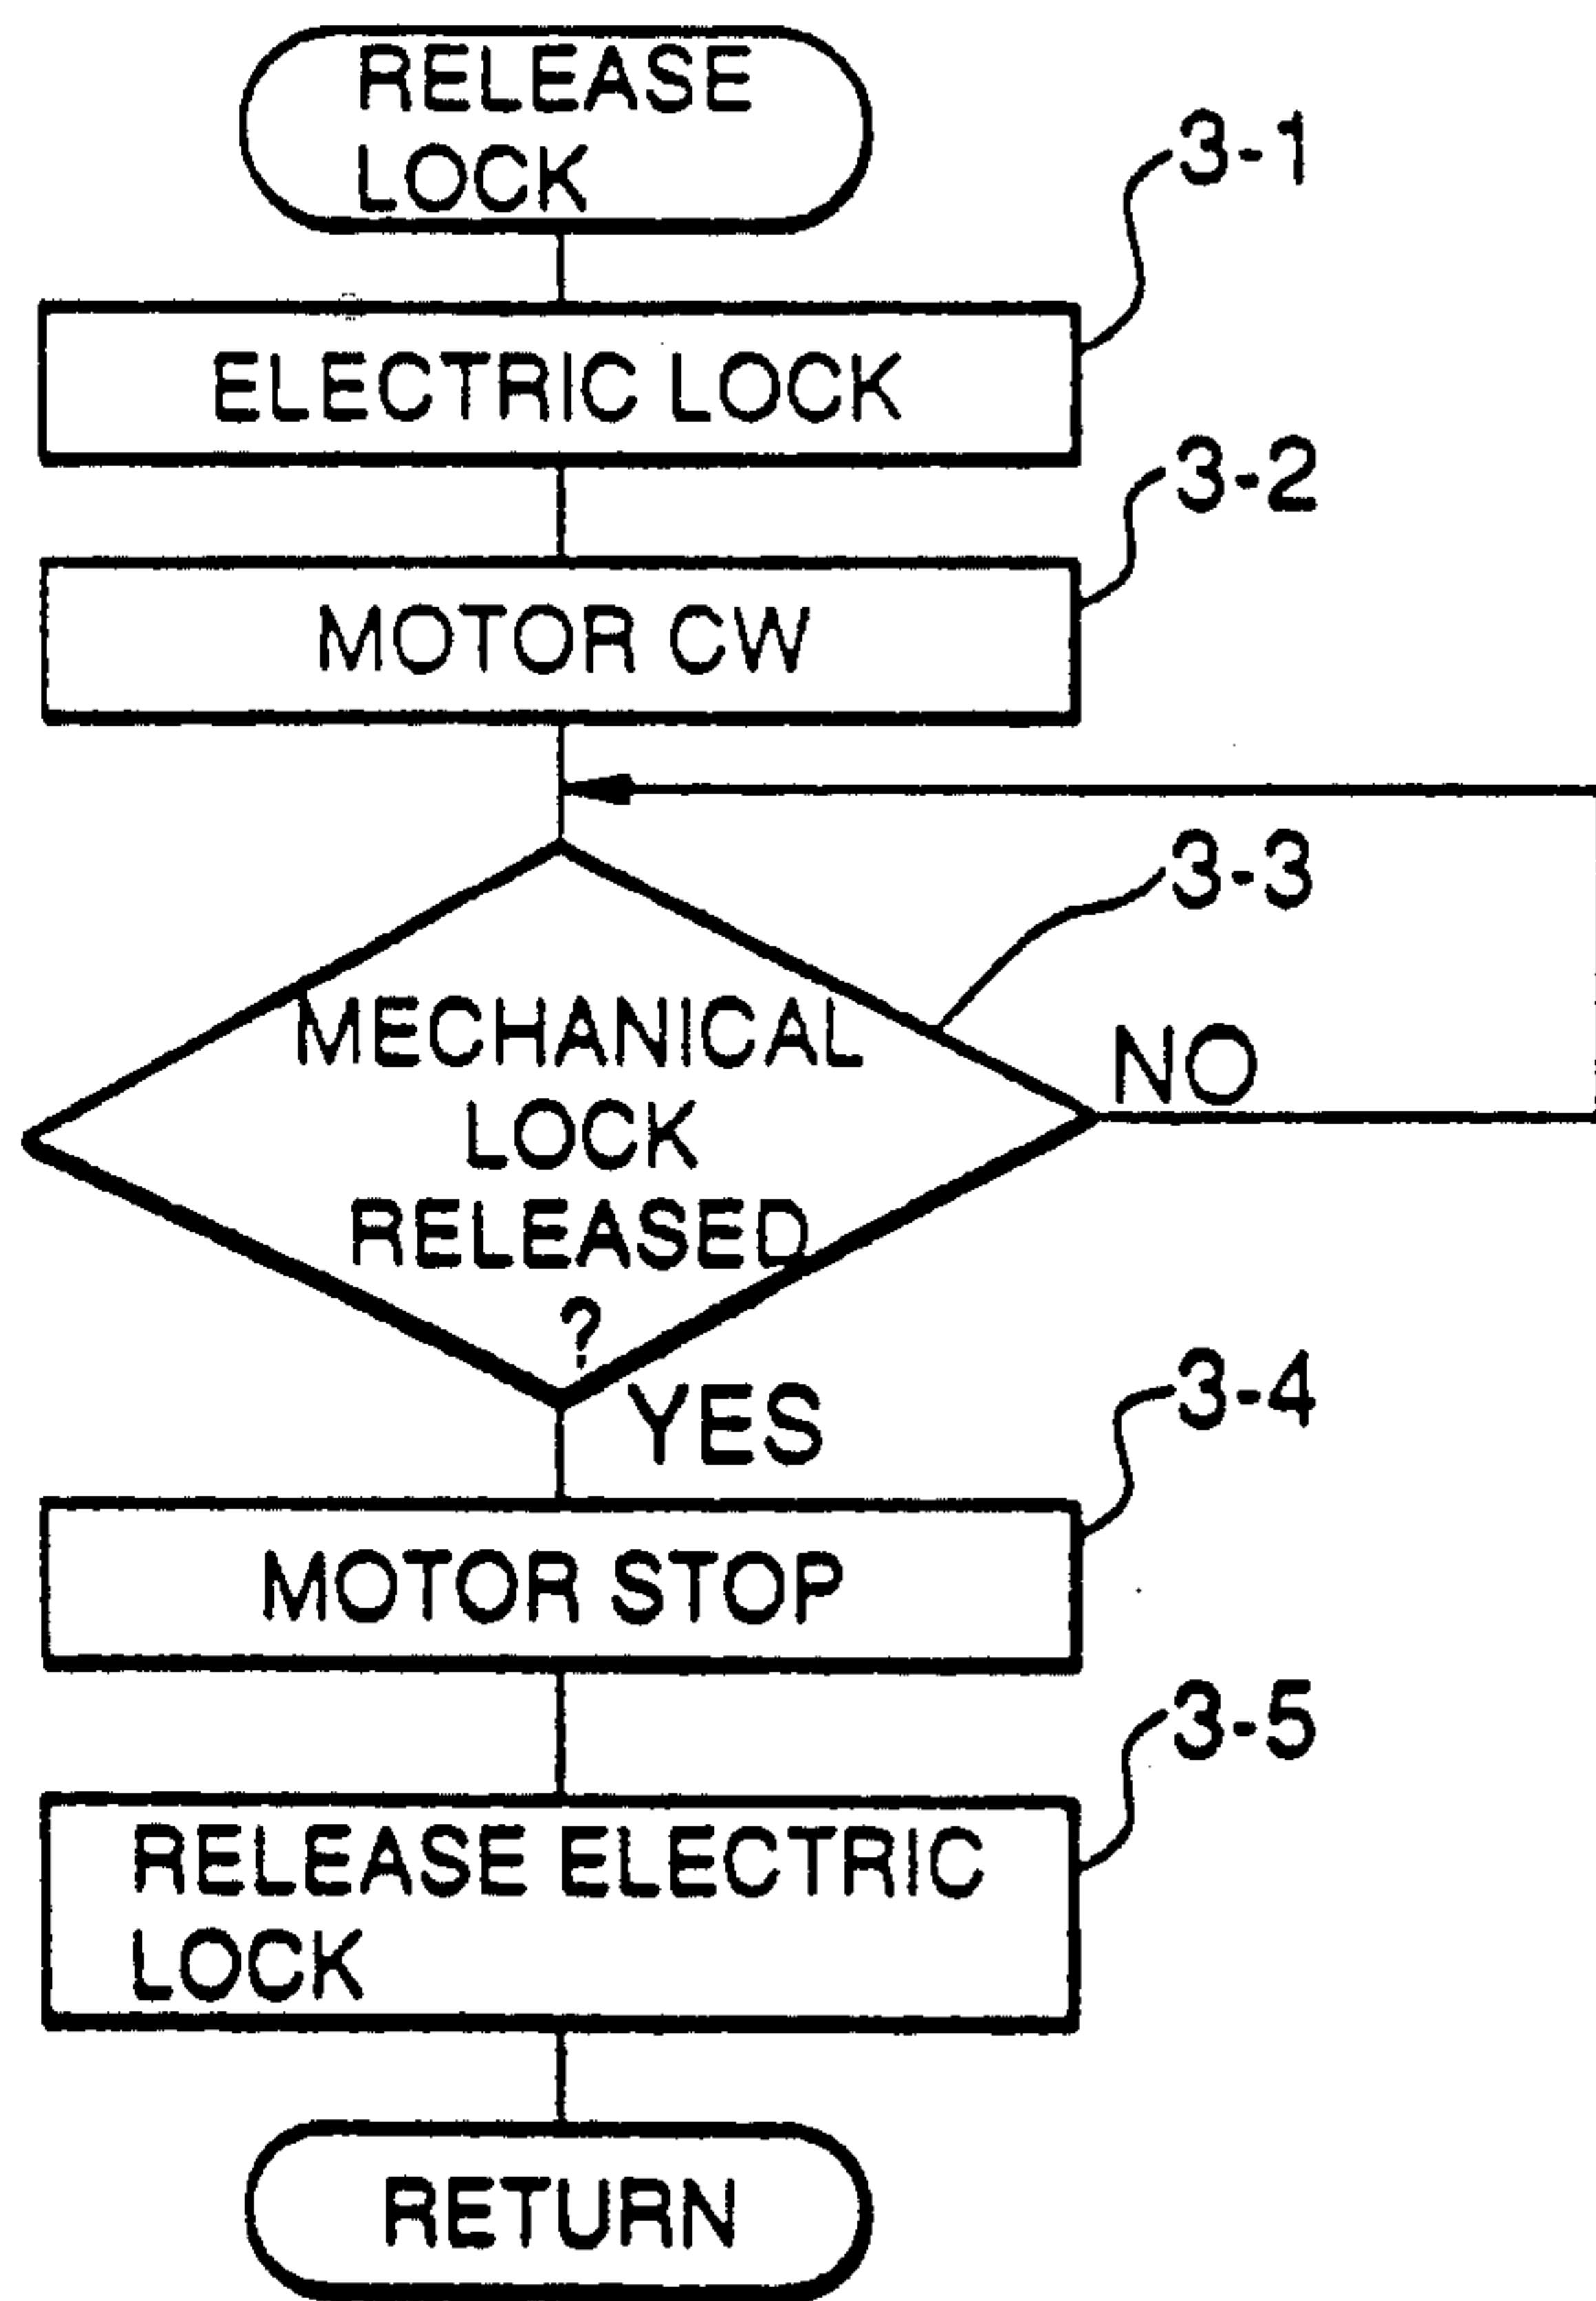 RELEASE
LOCK
3-1
ELECTRIC LOCK
3-2
MOTOR CW
3-3
MECHANICAL
LOCK
RELEASED
?
NO
YES
3-4
MOTOR STOP
3-5
RELEASE ELECTRIC
LOCK
RETURN